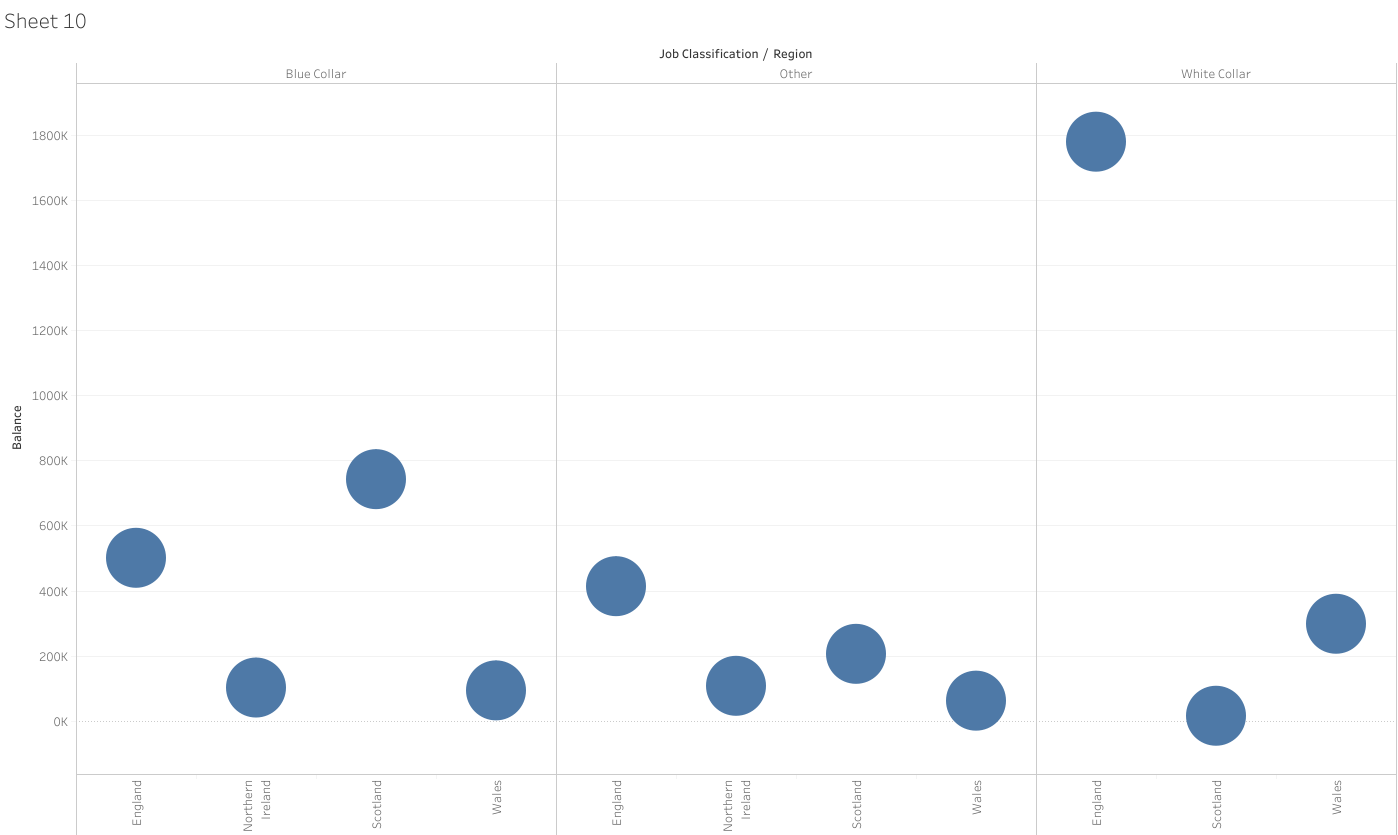 Sheet 10
Job Classification / Region
Blue Collar
Other
White Collar
1800K
1600K
1400K
1200K
1000K
800K
600K
400K
200K
0K
Balance
England
Northern
Ireland
Scotland
Wales
England
Northern
Ireland
Scotland
Wales
England
Scotland
Wales